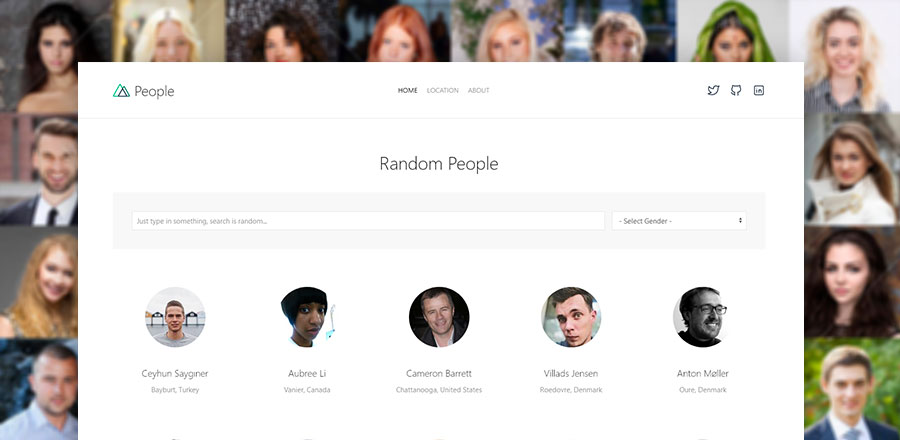 People
HOME LOCATION ABOUT
Random People
Just type in something, search is random...
- Select Gender -
Ceyhun Sayginer
Aubree Li
Cameron Barrett
Villads Jensen
Anton Møller
Bayburt, Turkey
Vanier, Canada
Chattanooga, United States
Roedovre, Denmark
Oure, Denmark